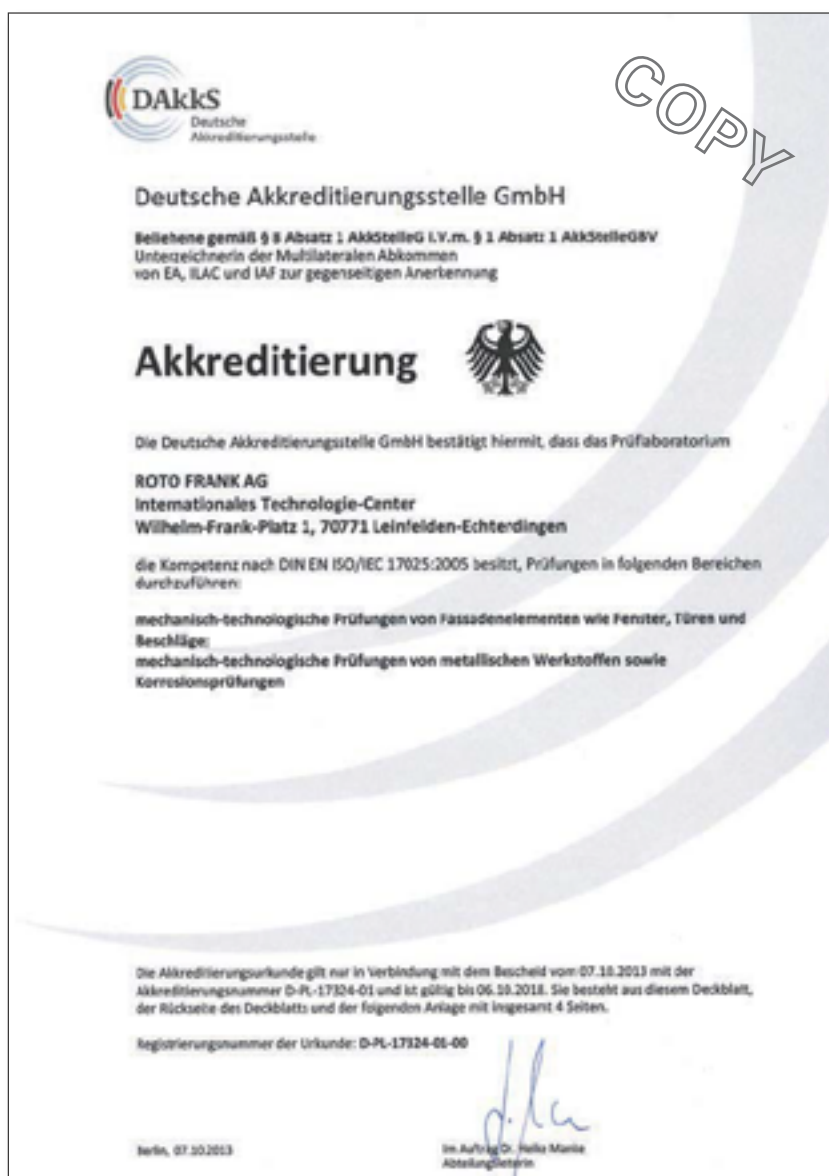 DAkkS
Deutsche
Akkreditierungsstelle
COPY
Deutsche Akkreditierungsstelle GmbH
Beliehene gemäß § 8 Absatz 1 AkkStelleG i.V.m. § 1 Absatz 1 AkkStelleGBV
Unterzeichnerin der Multilateralen Abkommen
von EA, ILAC und IAF zur gegenseitigen Anerkennung
Akkreditierung
Die Deutsche Akkreditierungsstelle GmbH bestätigt hiermit, dass das Prüflaboratorium
ROTO FRANK AG
Internationales Technologie-Center
Wilhelm-Frank-Platz 1, 70771 Leinfelden-Echterdingen
die Kompetenz nach DIN EN ISO/IEC 17025:2005 besitzt, Prüfungen in folgenden Bereichen
durchzuführen:
mechanisch-technologische Prüfungen von Fassadenelementen wie Fenster, Türen und
Beschläge;
mechanisch-technologische Prüfungen von metallischen Werkstoffen sowie
Korrosionsprüfungen
Die Akkreditierungsurkunde gilt nur in Verbindung mit dem Bescheid vom 07.10.2013 mit der
Akkreditierungsnummer D-PL-17324-01 und ist gültig bis 06.10.2018. Sie besteht aus diesem Deckblatt,
der Rückseite des Deckblatts und der folgenden Anlage mit insgesamt 4 Seiten.
Registrierungsnummer der Urkunde: D-PL-17324-01-00
Berlin, 07.10.2013
Im Auftrag Dr. Heike Manke
Abteilungsleiterin